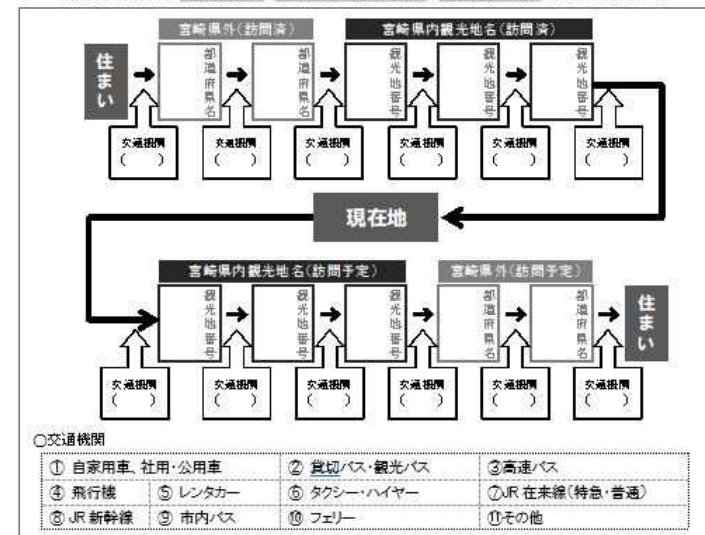 宮崎県外(訪問済) 宮崎県内観光地名(訪問済)
住まい 都道府県名 都道府県名 観光地番号 観光地番号 観光地番号
交通機関 交通機関 交通機関 交通機関 交通機関 交通機関
( ) ( ) ( ) ( ) ( ) ( )
現在地
宮崎県内観光地名(訪問予定) 宮崎県外(訪問予定)
観光地番号 観光地番号 観光地番号 都道府県名 都道府県名 住まい
交通機関 交通機関 交通機関 交通機関 交通機関 交通機関
( ) ( ) ( ) ( ) ( ) ( )
○交通機関
① 自家用車、社用・公用車 ② 貸切バス・観光バス ③高速バス
④ 飛行機 ⑤ レンタカー ⑥ タクシー・ハイヤー ⑦JR 在来線(特急・普通)
⑧ JR 新幹線 ⑨ 市内バス ⑩ フェリー ⑪その他